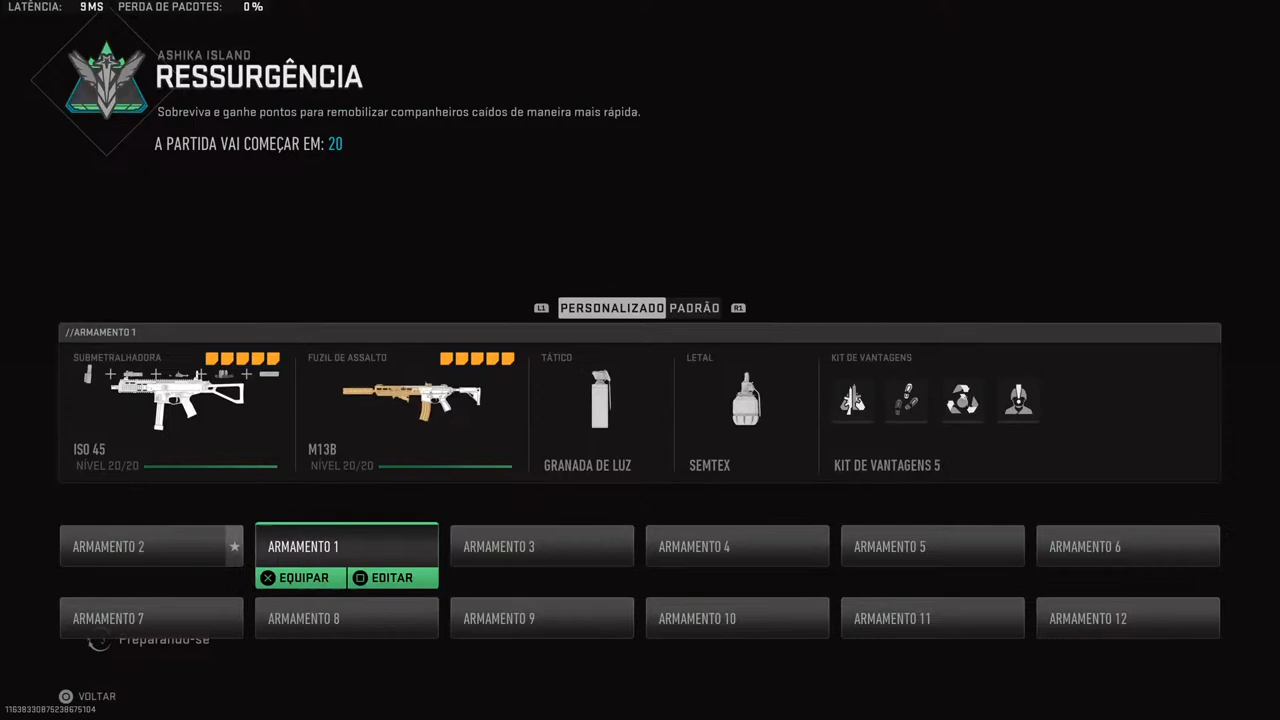 LATÊNCIA: 9 MS PERDA DE PACOTES: 0 %
ASHIKA ISLAND
RESSURGÊNCIA
Sobreviva e ganhe pontos para remobilizar companheiros caídos de maneira mais rápida.
A PARTIDA VAI COMEÇAR EM: 20
L1 PERSONALIZADO PADRÃO R1
//ARMAMENTO 1
SUBMETRALHADORA FUZIL DE ASSALTO TÁTICO LETAL KIT DE VANTAGENS
ISO 45 M13B
NÍVEL 20/20 NÍVEL 20/20 GRANADA DE LUZ SEMTEX KIT DE VANTAGENS 5
ARMAMENTO 2 ARMAMENTO 1 ARMAMENTO 3 ARMAMENTO 4 ARMAMENTO 5 ARMAMENTO 6
EQUIPAR EDITAR
ARMAMENTO 7 ARMAMENTO 8 ARMAMENTO 9 ARMAMENTO 10 ARMAMENTO 11 ARMAMENTO 12
Preparando-se
VOLTAR
11638330875238675104